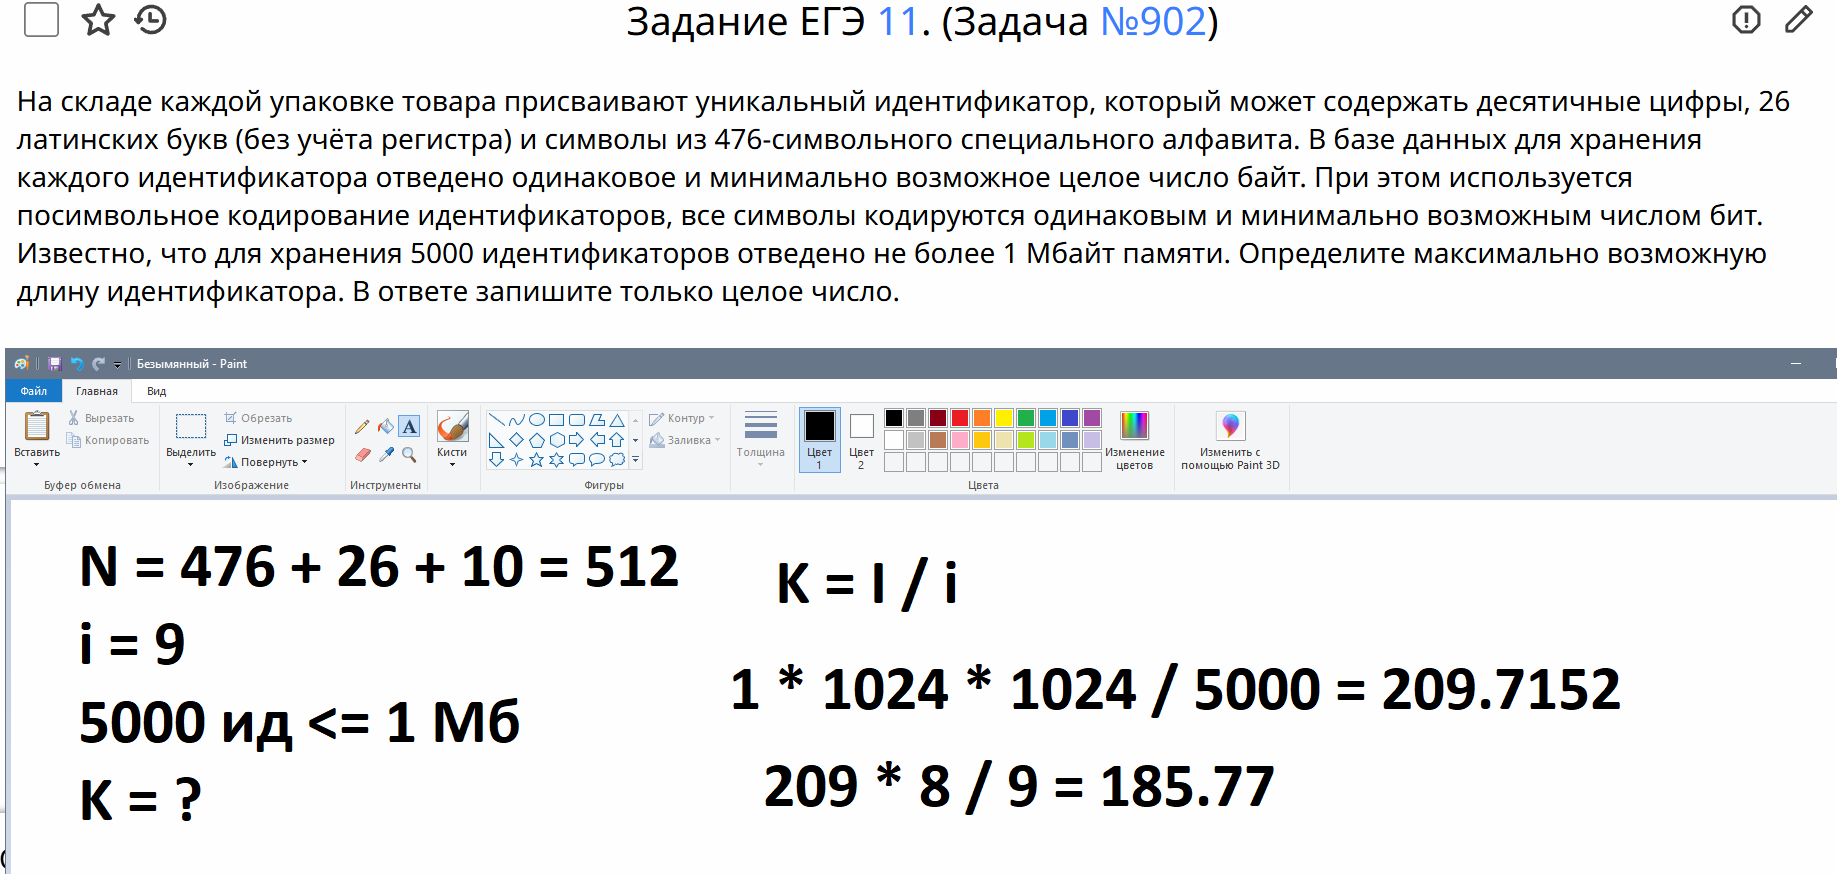 Задание ЕГЭ 11. (Задача №902)
На складе каждой упаковке товара присваивают уникальный идентификатор, который может содержать десятичные цифры, 26
латинских букв (без учёта регистра) и символы из 476-символьного специального алфавита. В базе данных для хранения
каждого идентификатора отведено одинаковое и минимально возможное целое число байт. При этом используется
посимвольное кодирование идентификаторов, все символы кодируются одинаковым и минимально возможным числом бит.
Известно, что для хранения 5000 идентификаторов отведено не более 1 Мбайт памяти. Определите максимально возможную
длину идентификатора. В ответе запишите только целое число.
Безымянный - Paint
Файл Главная Вид
Вставить
Вырезать
Копировать
Буфер обмена
Выделить
Обрезать
Изменить размер
Повернуть
Изображение
A
Инструменты
Кисти
Контур
Заливка
Фигуры
Толщина
Цвет 1
Цвет 2
Изменение цветов
Цвета
Изменить с помощью Paint 3D
N = 476 + 26 + 10 = 512
i = 9
5000 ид <= 1 Мб
K = ?
K = I / i
1 * 1024 * 1024 / 5000 = 209.7152
209 * 8 / 9 = 185.77